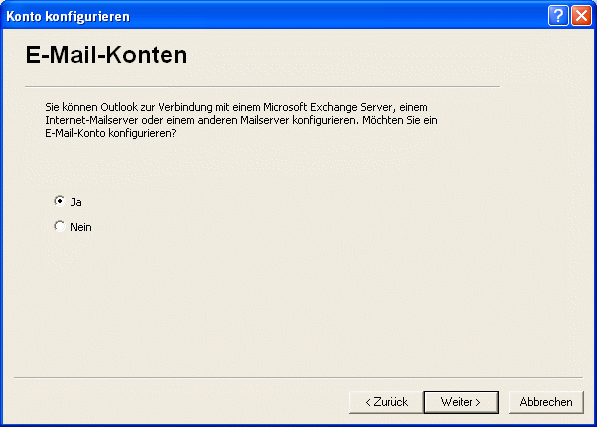 Konto konfigurieren
?
E-Mail-Konten
Sie können Outlook zur Verbindung mit einem Microsoft Exchange Server, einem
Internet-Mailserver oder einem anderen Mailserver konfigurieren. Möchten Sie ein
E-Mail-Konto konfigurieren?
Ja
Nein
< Zurück
Weiter >
Abbrechen